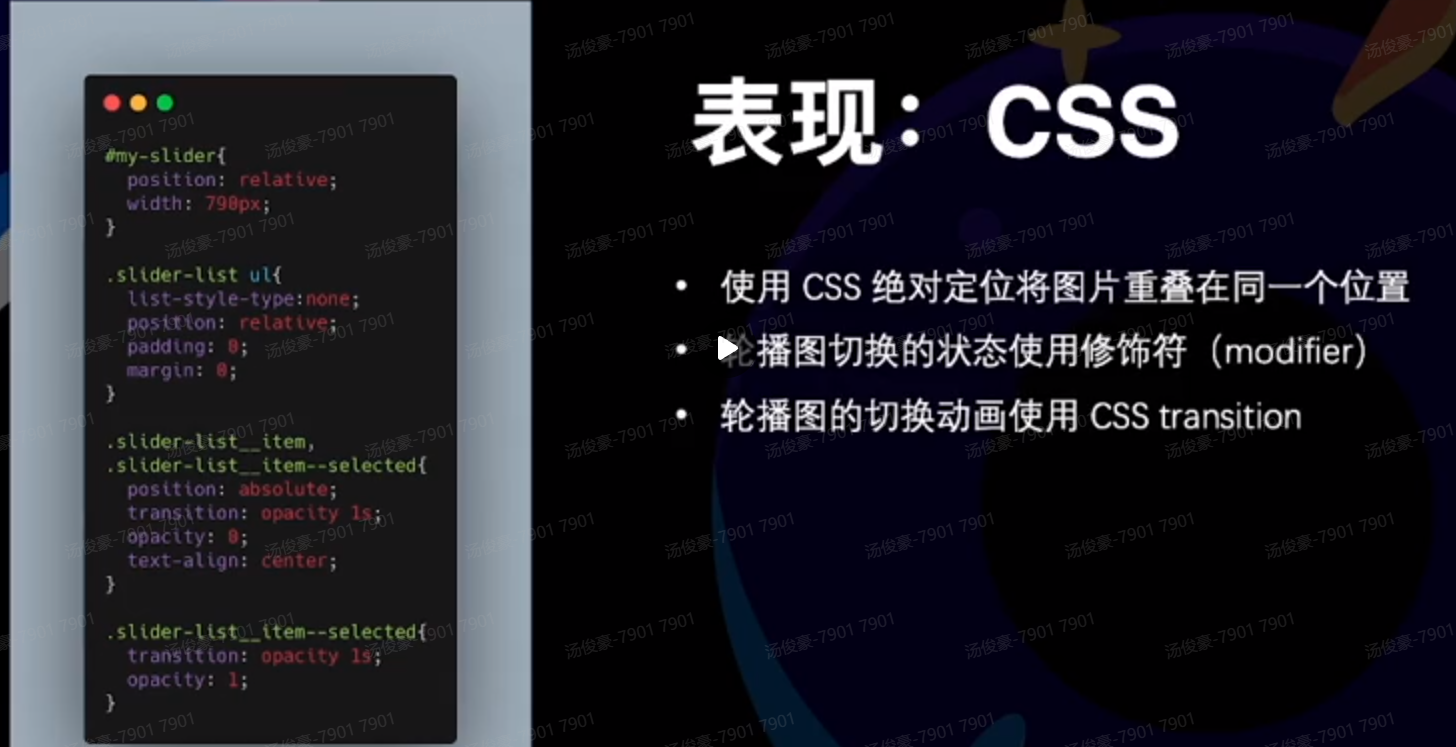 #my-slider{
position: relative;
width: 790px;
}
.slider-list ul{
list-style-type:none;
position: relative;
padding: 0;
margin: 0;
}
.slider-list__item,
.slider-list__item--selected{
position: absolute;
transition: opacity 1s;
opacity: 0;
text-align: center;
}
.slider-list__item--selected{
transition: opacity 1s;
opacity: 1;
}
表现：CSS
• 使用 CSS 绝对定位将图片重叠在同一个位置
• 轮播图切换的状态使用修饰符（modifier）
• 轮播图的切换动画使用 CSS transition
汤俊豪-7901 7901